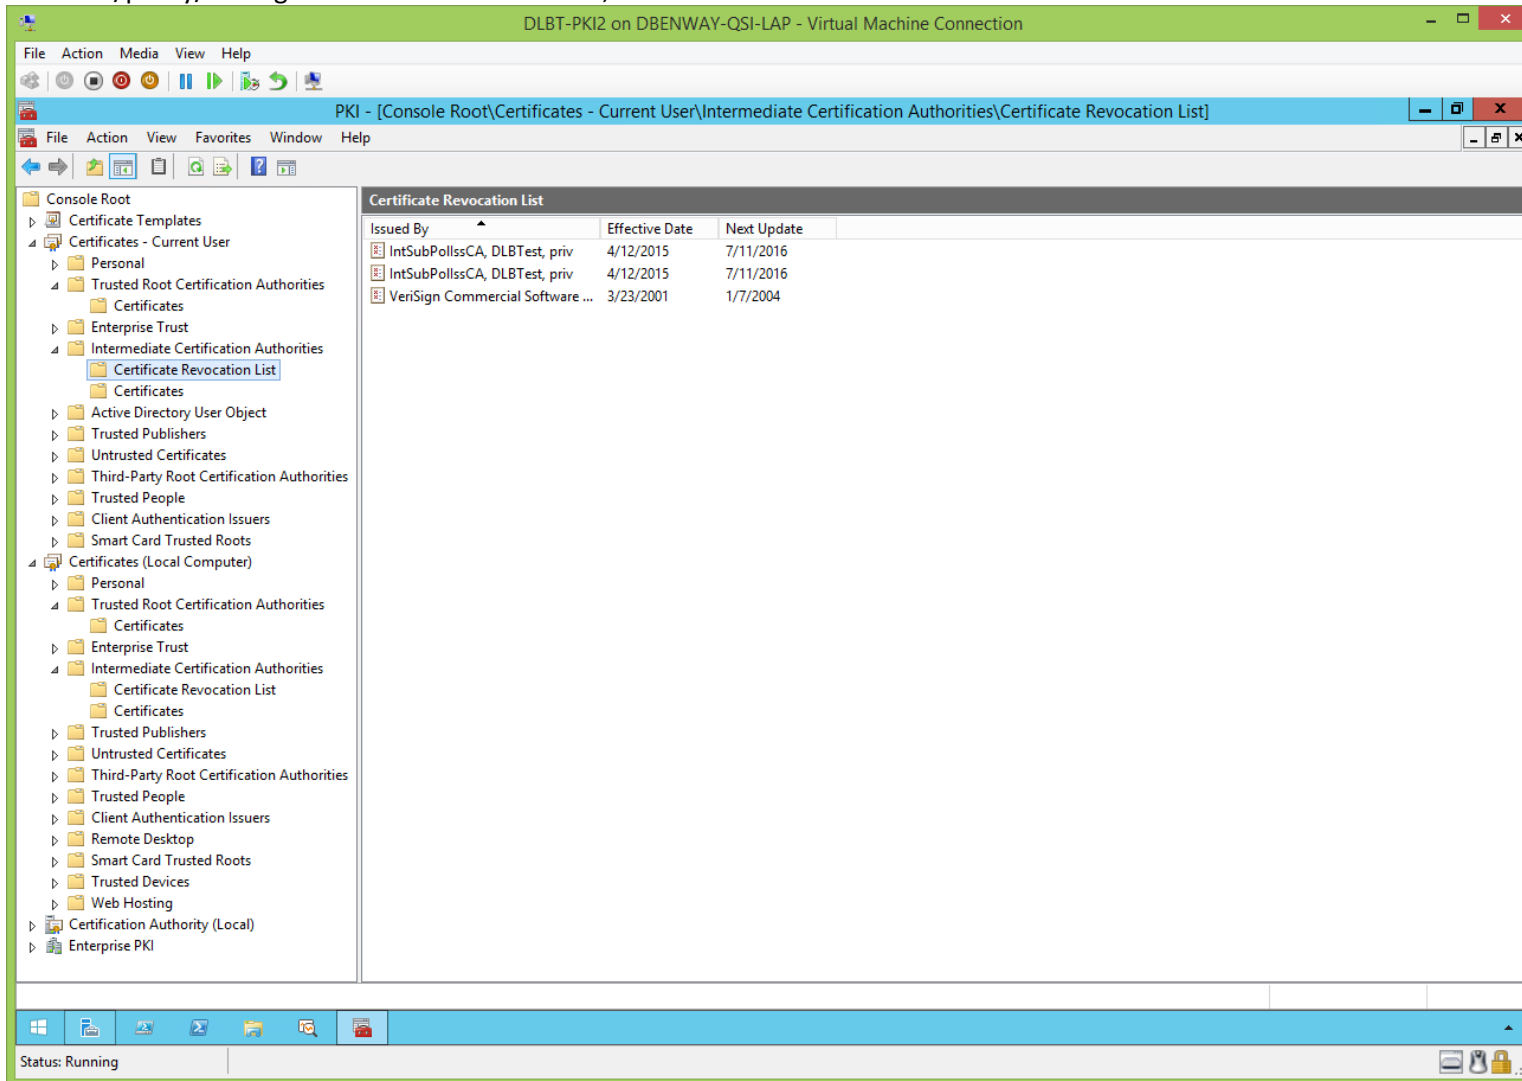 DLBT-PKI2 on DBENWAY-QSI-LAP - Virtual Machine Connection
File Action Media View Help
PKI - [Console Root\Certificates - Current User\Intermediate Certification Authorities\Certificate Revocation List]
File Action View Favorites Window Help
Console Root
Certificate Templates
Certificates - Current User
Personal
Trusted Root Certification Authorities
Certificates
Enterprise Trust
Intermediate Certification Authorities
Certificate Revocation List
Certificates
Active Directory User Object
Trusted Publishers
Untrusted Certificates
Third-Party Root Certification Authorities
Trusted People
Client Authentication Issuers
Smart Card Trusted Roots
Certificates (Local Computer)
Personal
Trusted Root Certification Authorities
Certificates
Enterprise Trust
Intermediate Certification Authorities
Certificate Revocation List
Certificates
Trusted Publishers
Untrusted Certificates
Third-Party Root Certification Authorities
Trusted People
Client Authentication Issuers
Remote Desktop
Smart Card Trusted Roots
Trusted Devices
Web Hosting
Certification Authority (Local)
Enterprise PKI
Certificate Revocation List
Issued By Effective Date Next Update
IntSubPolIssCA, DLBTest, priv 4/12/2015 7/11/2016
IntSubPolIssCA, DLBTest, priv 4/12/2015 7/11/2016
VeriSign Commercial Software ... 3/23/2001 1/7/2004
Status: Running